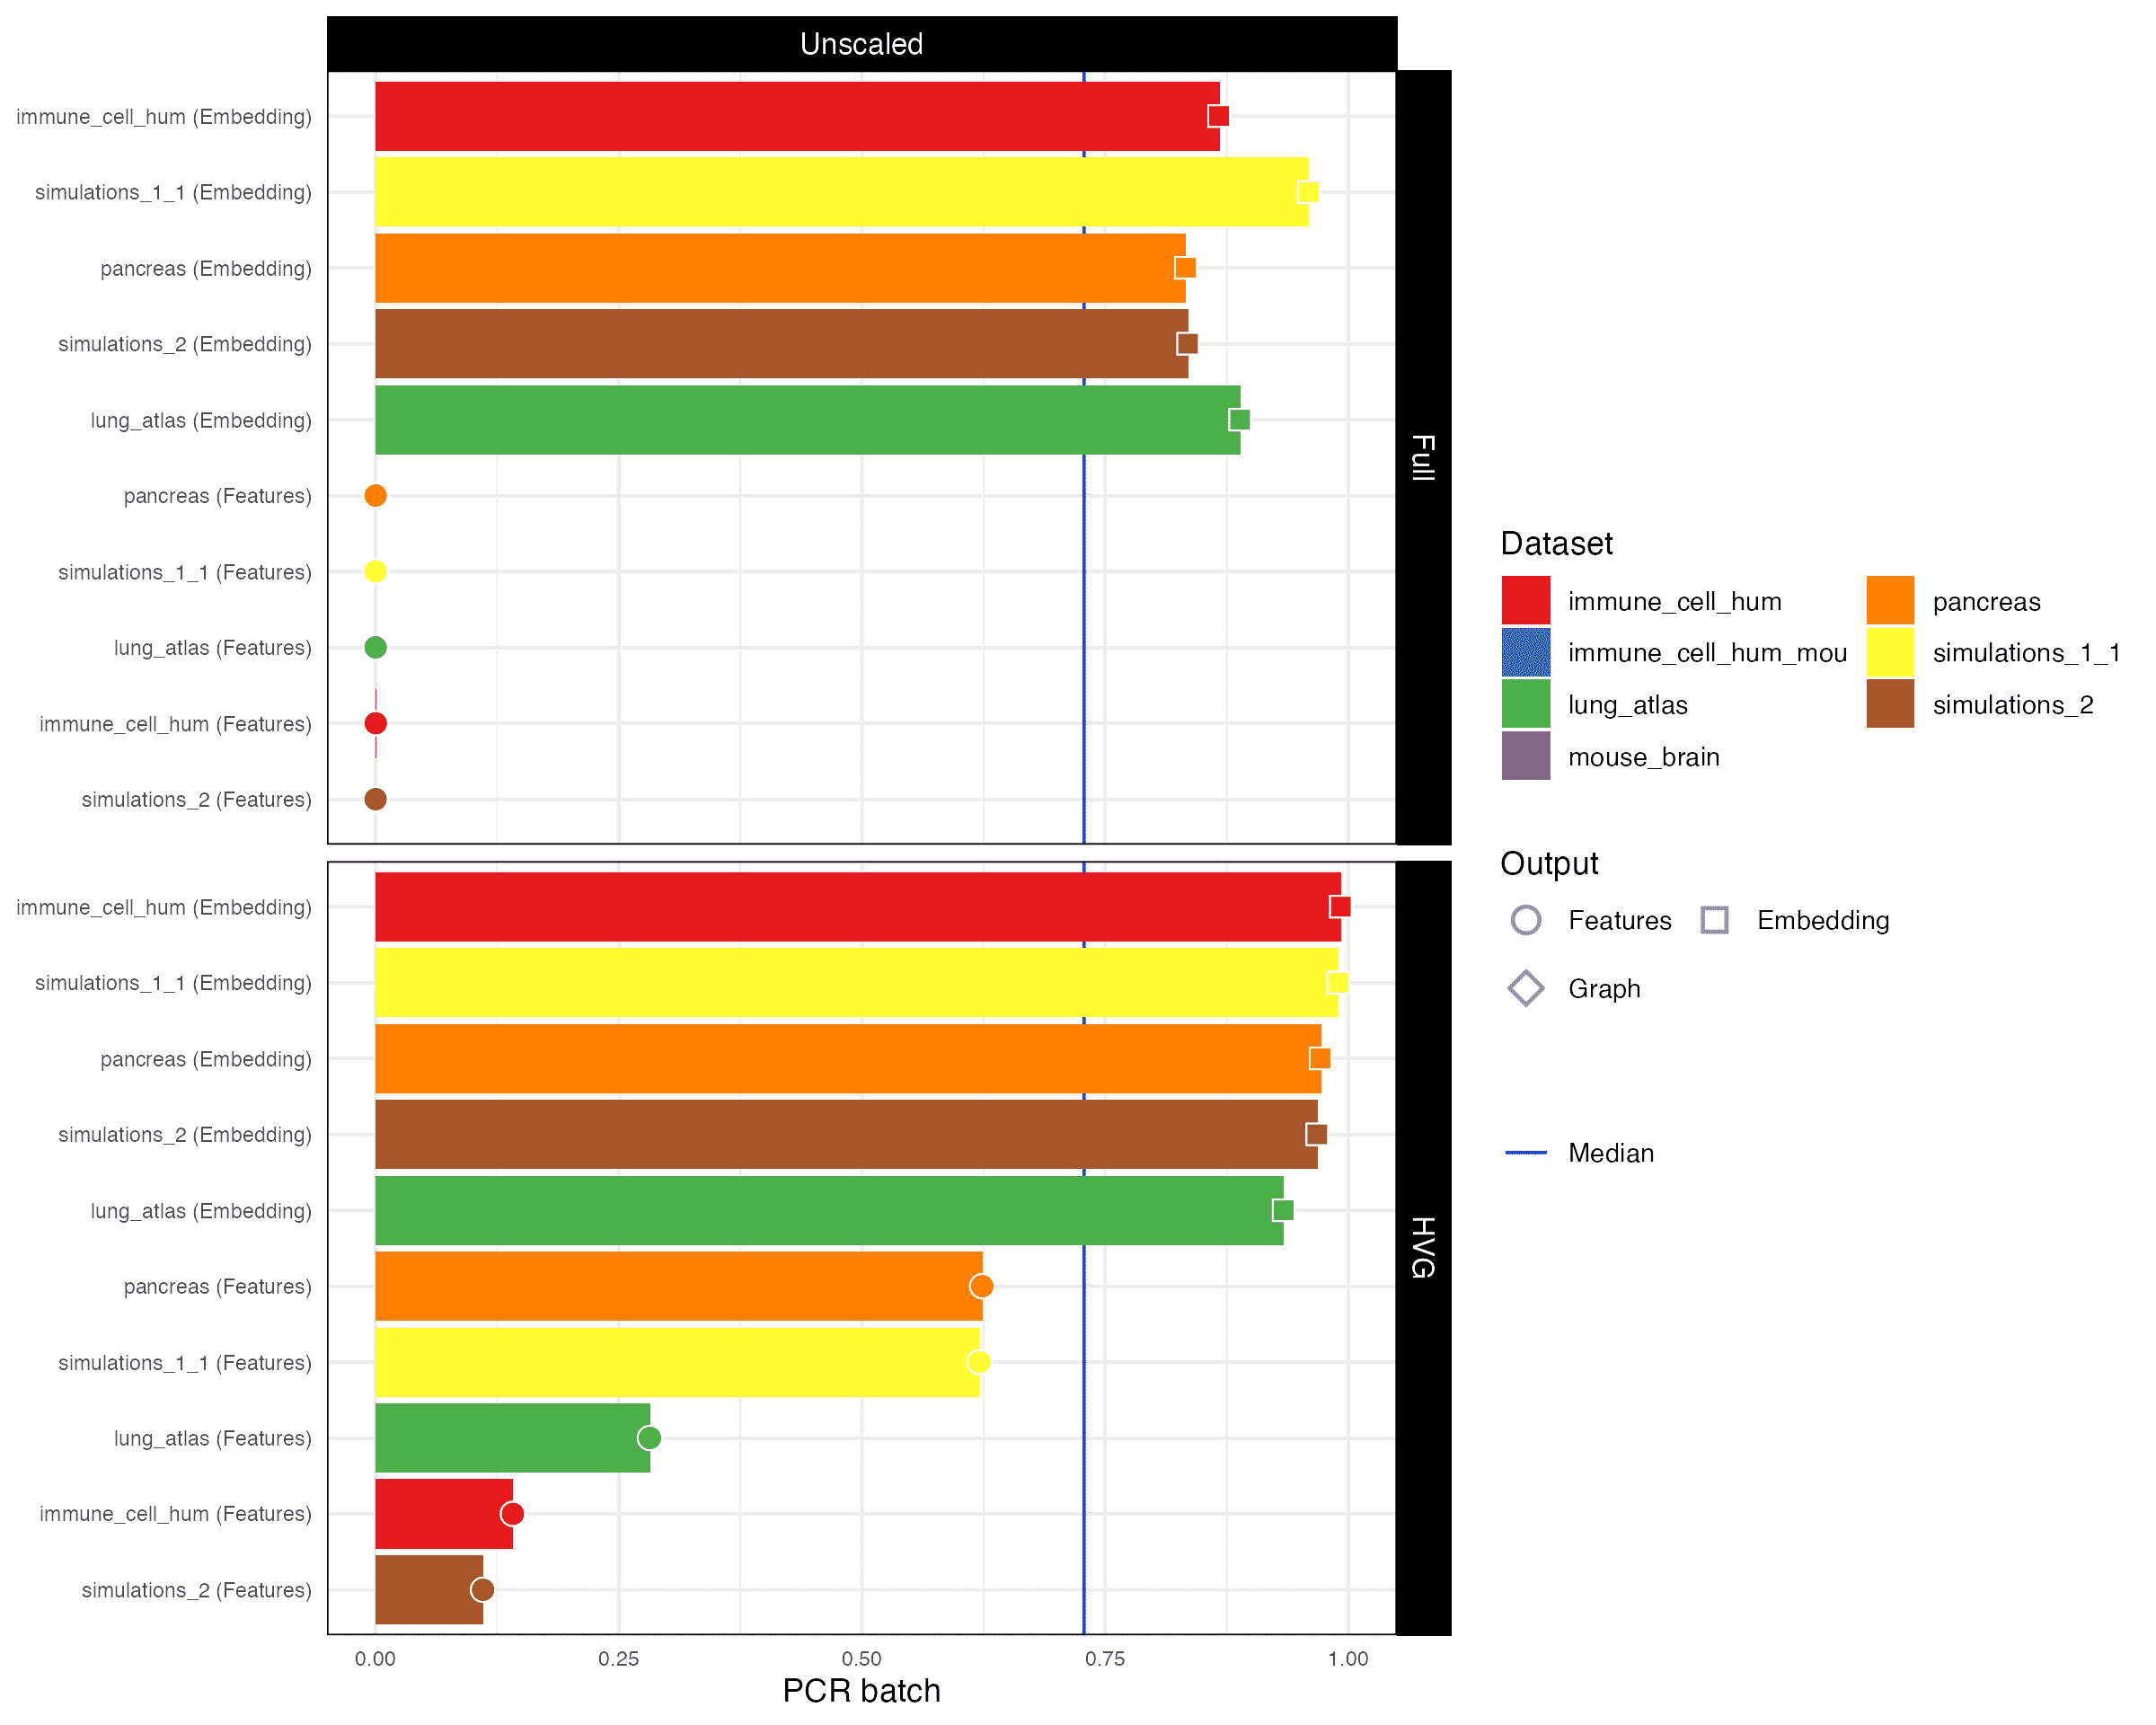 Unscaled
immune_cell_hum (Embedding)
simulations_1_1 (Embedding)
pancreas (Embedding)
simulations_2 (Embedding)
lung_atlas (Embedding)
pancreas (Features)
simulations_1_1 (Features)
lung_atlas (Features)
immune_cell_hum (Features)
simulations_2 (Features)
Full
immune_cell_hum (Embedding)
simulations_1_1 (Embedding)
pancreas (Embedding)
simulations_2 (Embedding)
lung_atlas (Embedding)
pancreas (Features)
simulations_1_1 (Features)
lung_atlas (Features)
immune_cell_hum (Features)
simulations_2 (Features)
HVG
0.00 0.25 0.50 0.75 1.00
PCR batch
Dataset
immune_cell_hum pancreas
immune_cell_hum_mou simulations_1_1
lung_atlas simulations_2
mouse_brain
Output
Features Embedding
Graph
Median